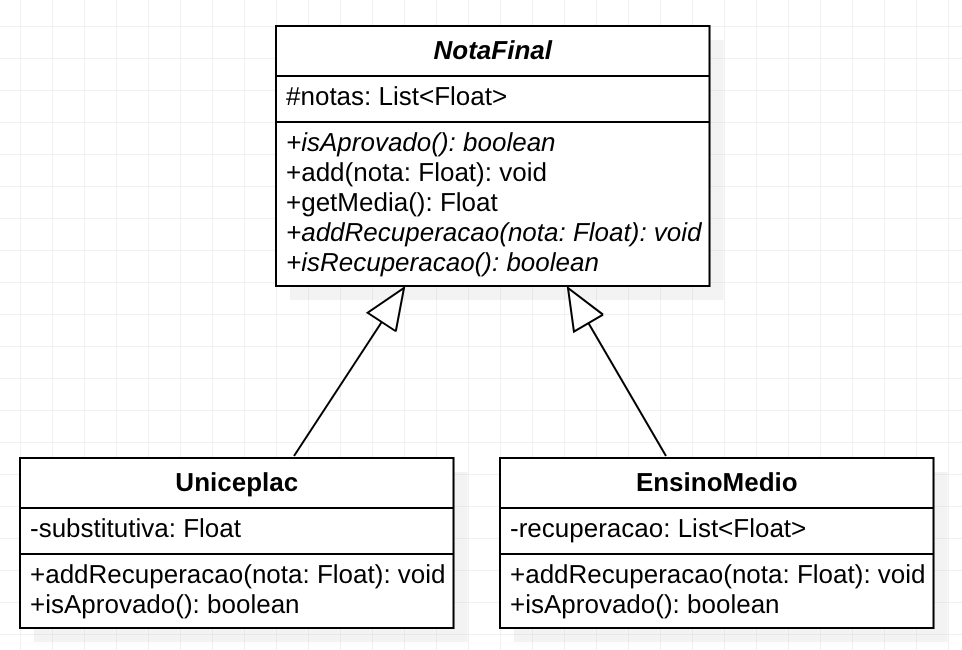 NotaFinal
#notas: List<Float>
+isAprovado(): boolean
+add(nota: Float): void
+getMedia(): Float
+addRecuperacao(nota: Float): void
+isRecuperacao(): boolean
Uniceplac
-substitutiva: Float
+addRecuperacao(nota: Float): void
+isAprovado(): boolean
EnsinoMedio
-recuperacao: List<Float>
+addRecuperacao(nota: Float): void
+isAprovado(): boolean